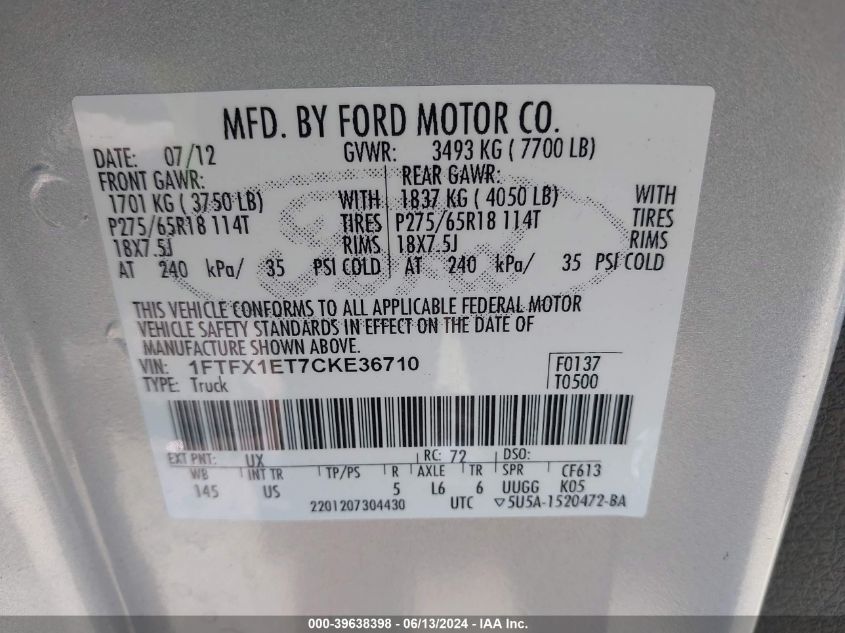 MFD. BY FORD MOTOR CO.
DATE: 07/12 GVWR: 3493 KG ( 7700 LB)
FRONT GAWR: REAR GAWR:
1701 KG ( 3750 LB) WITH 1837 KG ( 4050 LB) WITH
P275/65R18 114T TIRES P275/65R18 114T TIRES
18X7.5J RIMS 18X7.5J RIMS
AT 240 kPa/ 35 PSI COLD AT 240 kPa/ 35 PSI COLD
Ford
THIS VEHICLE CONFORMS TO ALL APPLICABLE FEDERAL MOTOR
VEHICLE SAFETY STANDARDS IN EFFECT ON THE DATE OF
MANUFACTURE SHOWN ABOVE.
VIN: 1FTFX1ET7CKE36710 F0137
TYPE: Truck T0500
EXT PNT: UX RC: 72 DSO:
WB INT TR TP/PS R AXLE TR SPR CF613
145 US 5 L6 6 UUGG K05
2201207304430 UTC ▽5U5A-1520472-BA
000-39638398 - 06/13/2024 - IAA Inc.